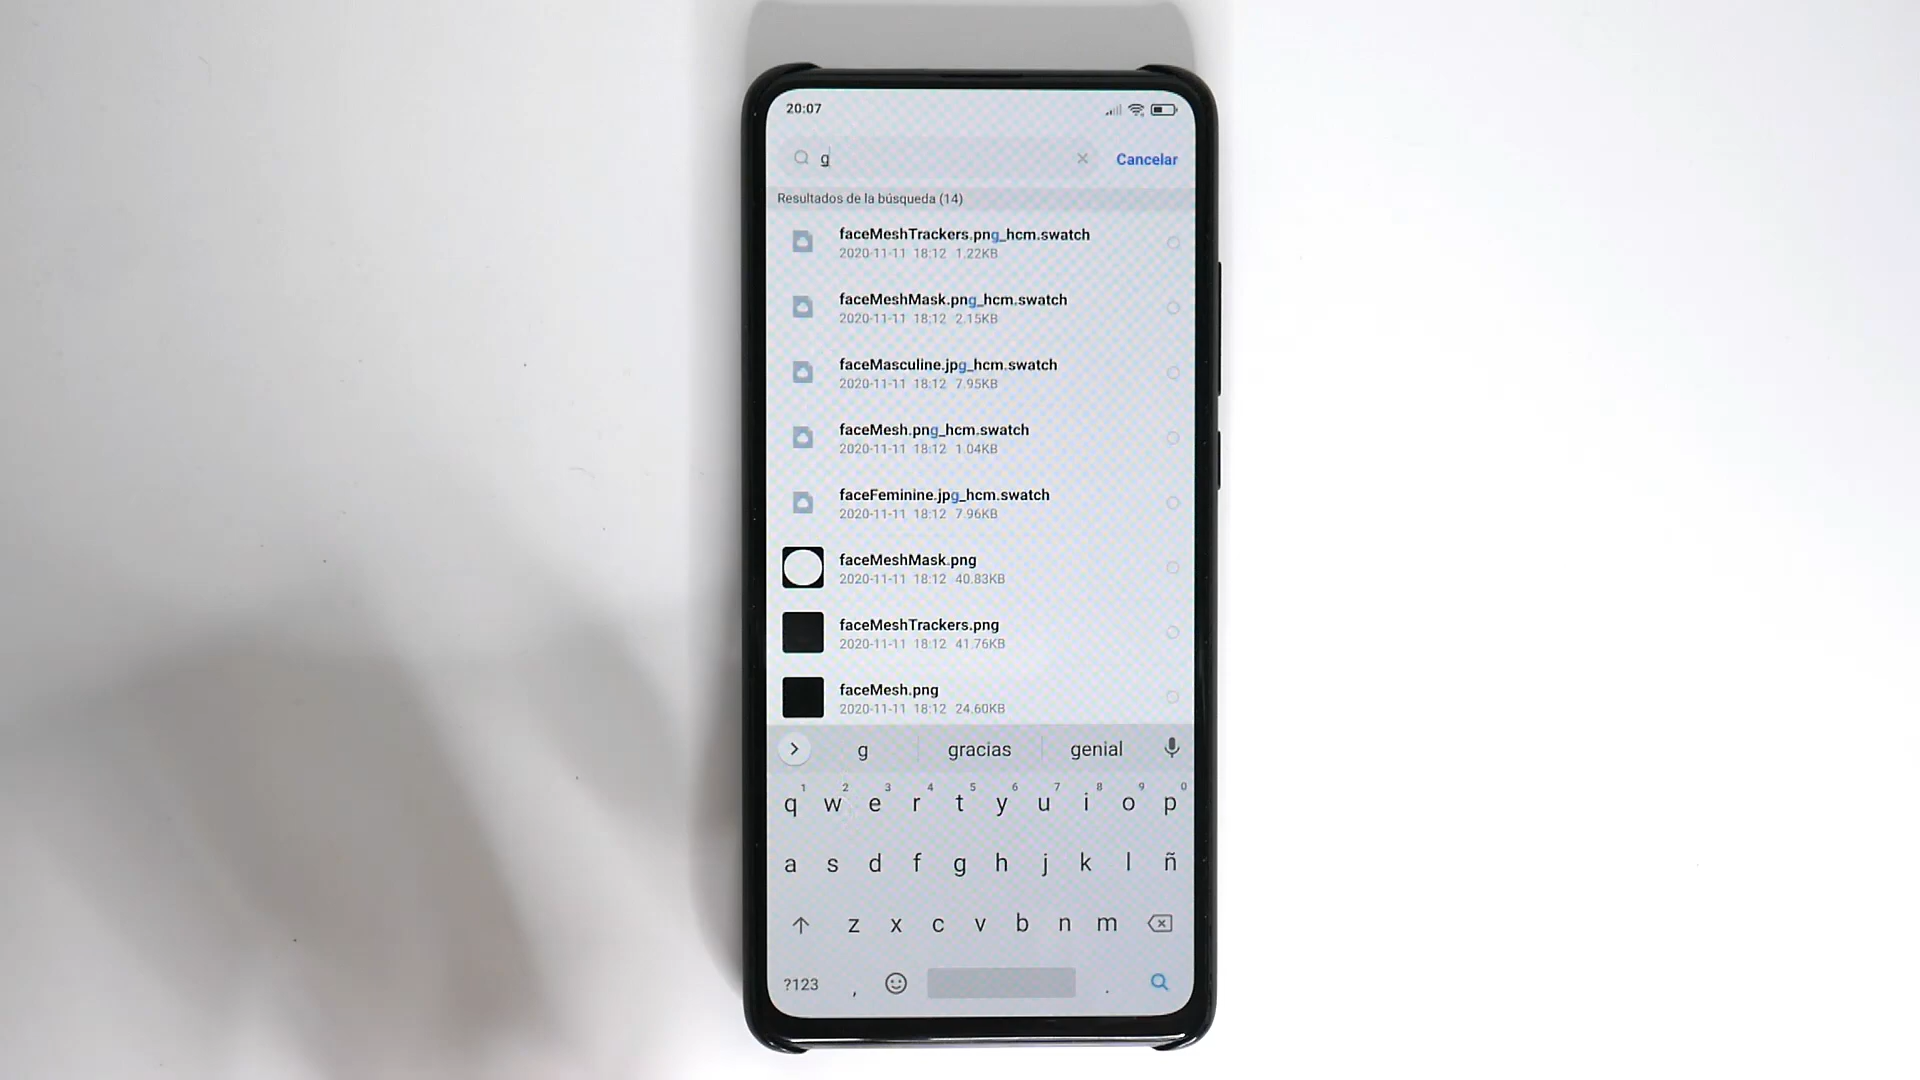 20:07
g
Cancelar
Resultados de la búsqueda (14)
faceMeshTrackers.png_hcm.swatch
2020-11-11 18:12 1.22KB
faceMeshMask.png_hcm.swatch
2020-11-11 18:12 2.15KB
faceMasculine.jpg_hcm.swatch
2020-11-11 18:12 7.95KB
faceMesh.png_hcm.swatch
2020-11-11 18:12 1.04KB
faceFeminine.jpg_hcm.swatch
2020-11-11 18:12 7.96KB
faceMeshMask.png
2020-11-11 18:12 40.83KB
faceMeshTrackers.png
2020-11-11 18:12 41.76KB
faceMesh.png
2020-11-11 18:12 24.60KB
g gracias genial
1 2 3 4 5 6 7 8 9 0
q w e r t y u i o p
a s d f g h j k l ñ
z x c v b n m
?123 , .